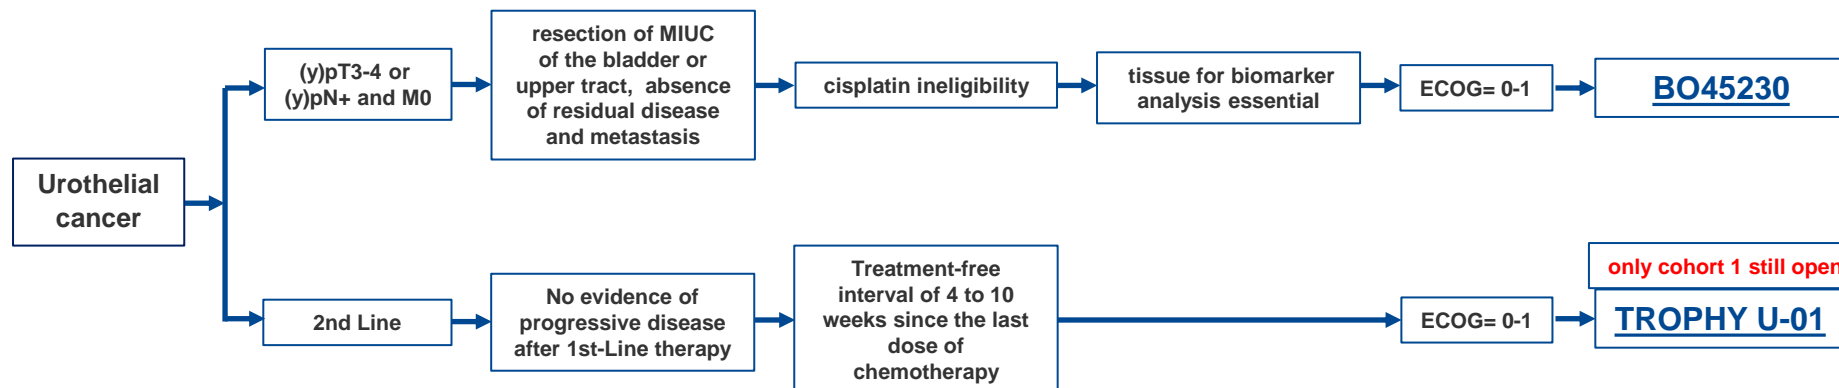 Urothelial
cancer
(y)pT3-4 or
(y)pN+ and M0
resection of MIUC
of the bladder or
upper tract, absence
of residual disease
and metastasis
cisplatin ineligibility
tissue for biomarker
analysis essential
ECOG= 0-1
BO45230
2nd Line
No evidence of
progressive disease
after 1st-Line therapy
Treatment-free
interval of 4 to 10
weeks since the last
dose of
chemotherapy
ECOG= 0-1
only cohort 1 still open
TROPHY U-01